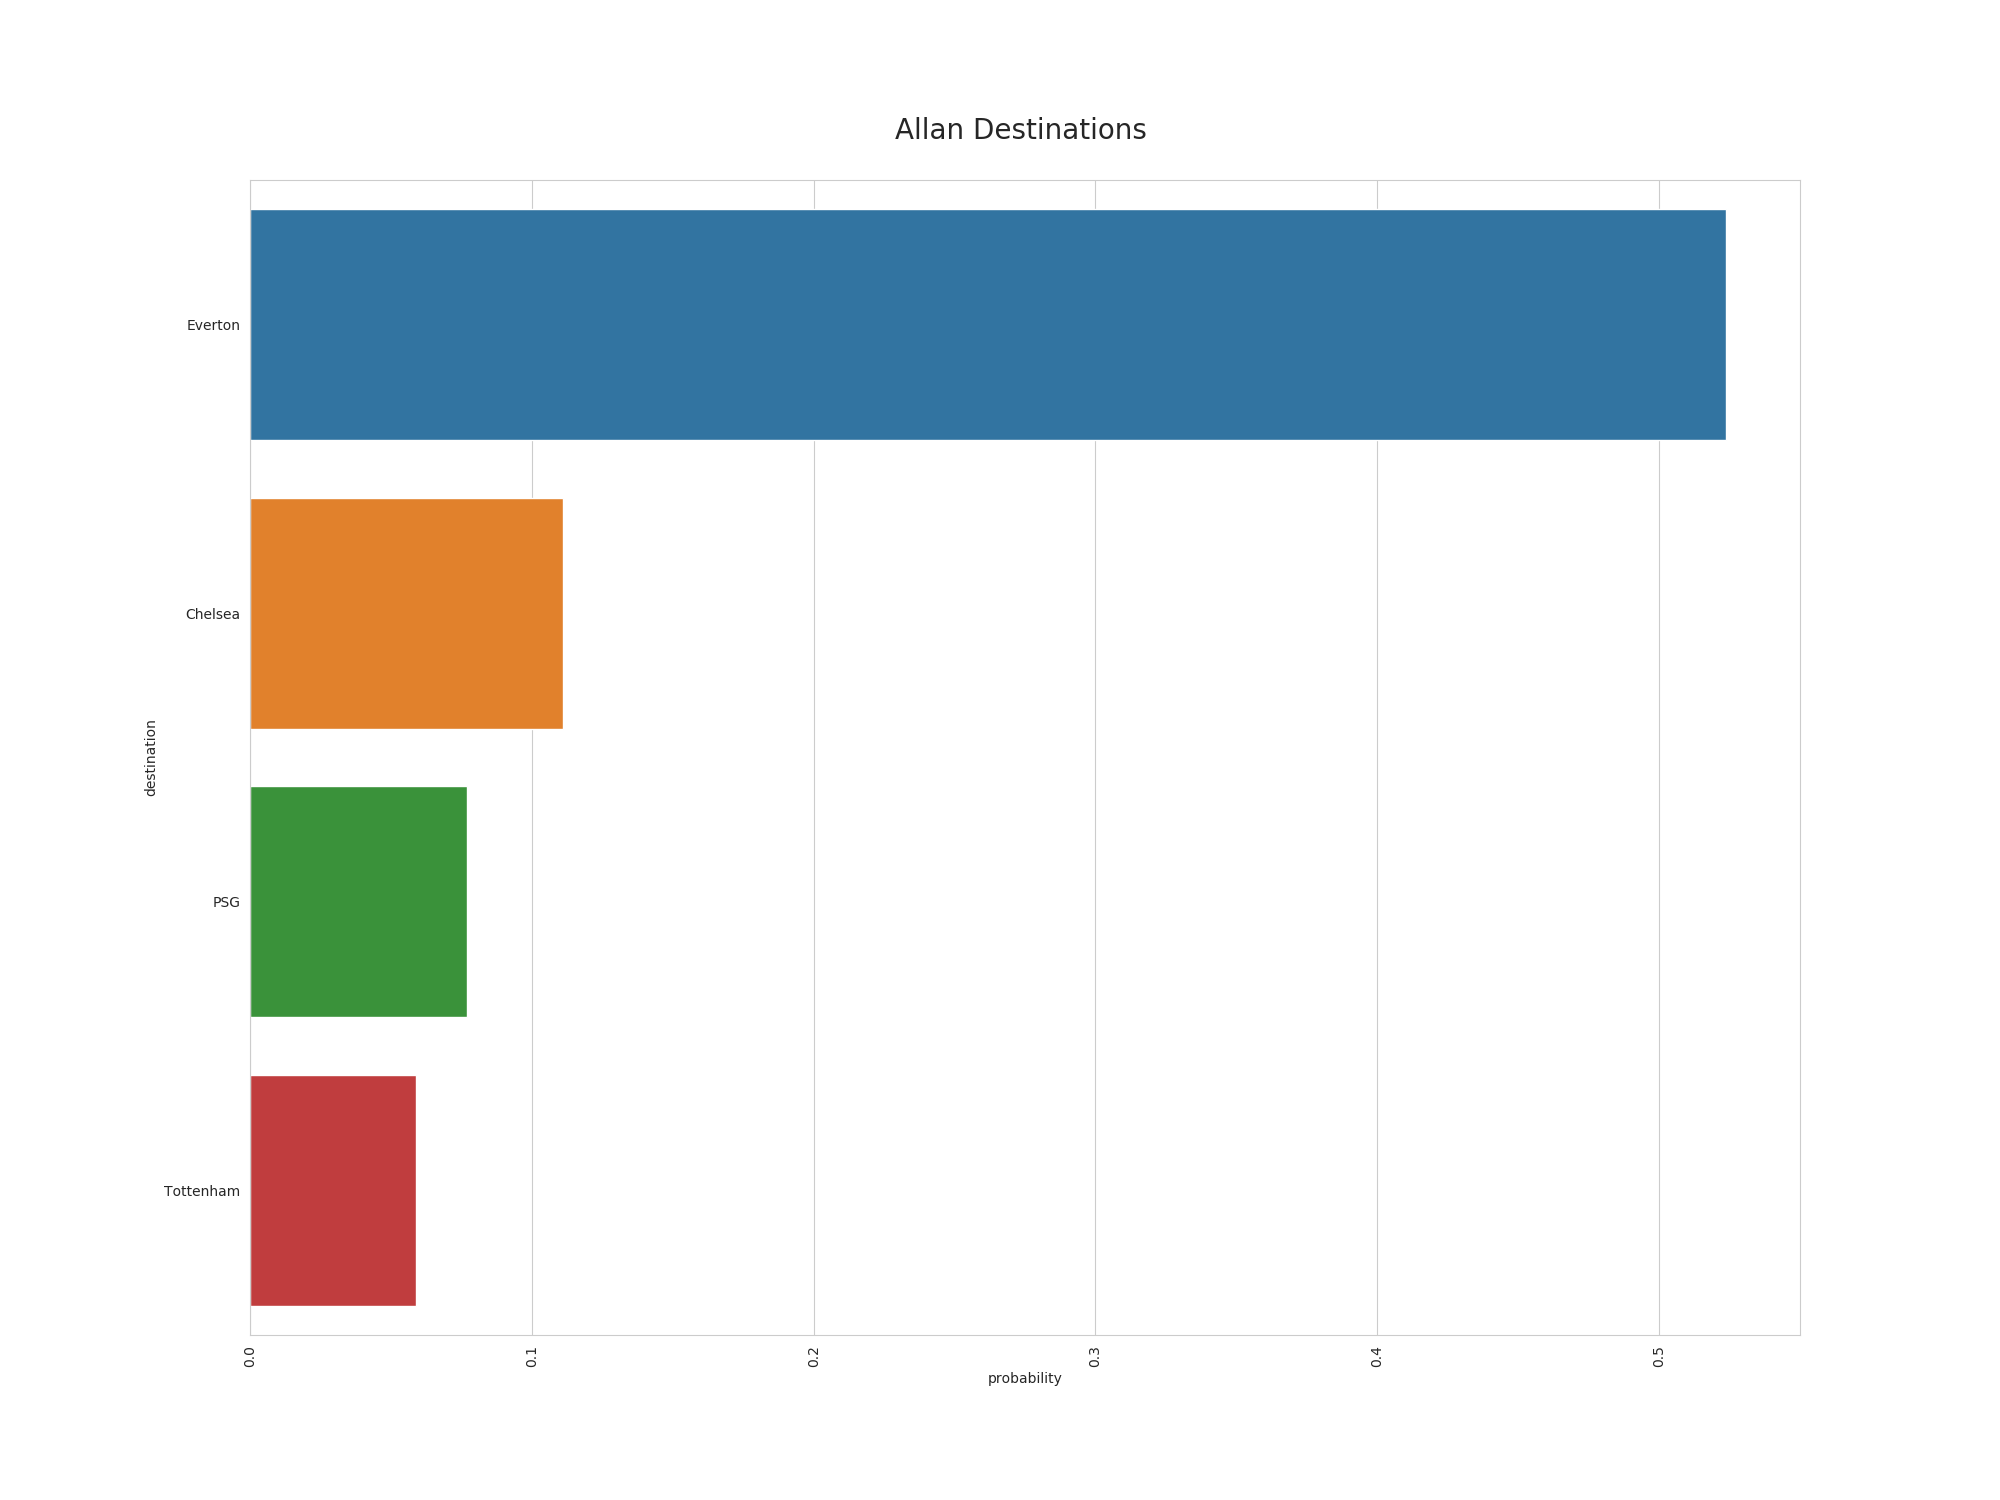 Allan Destinations
Everton
Chelsea
PSG
Tottenham
destination
0.0
0.1
0.2
0.3
0.4
0.5
probability